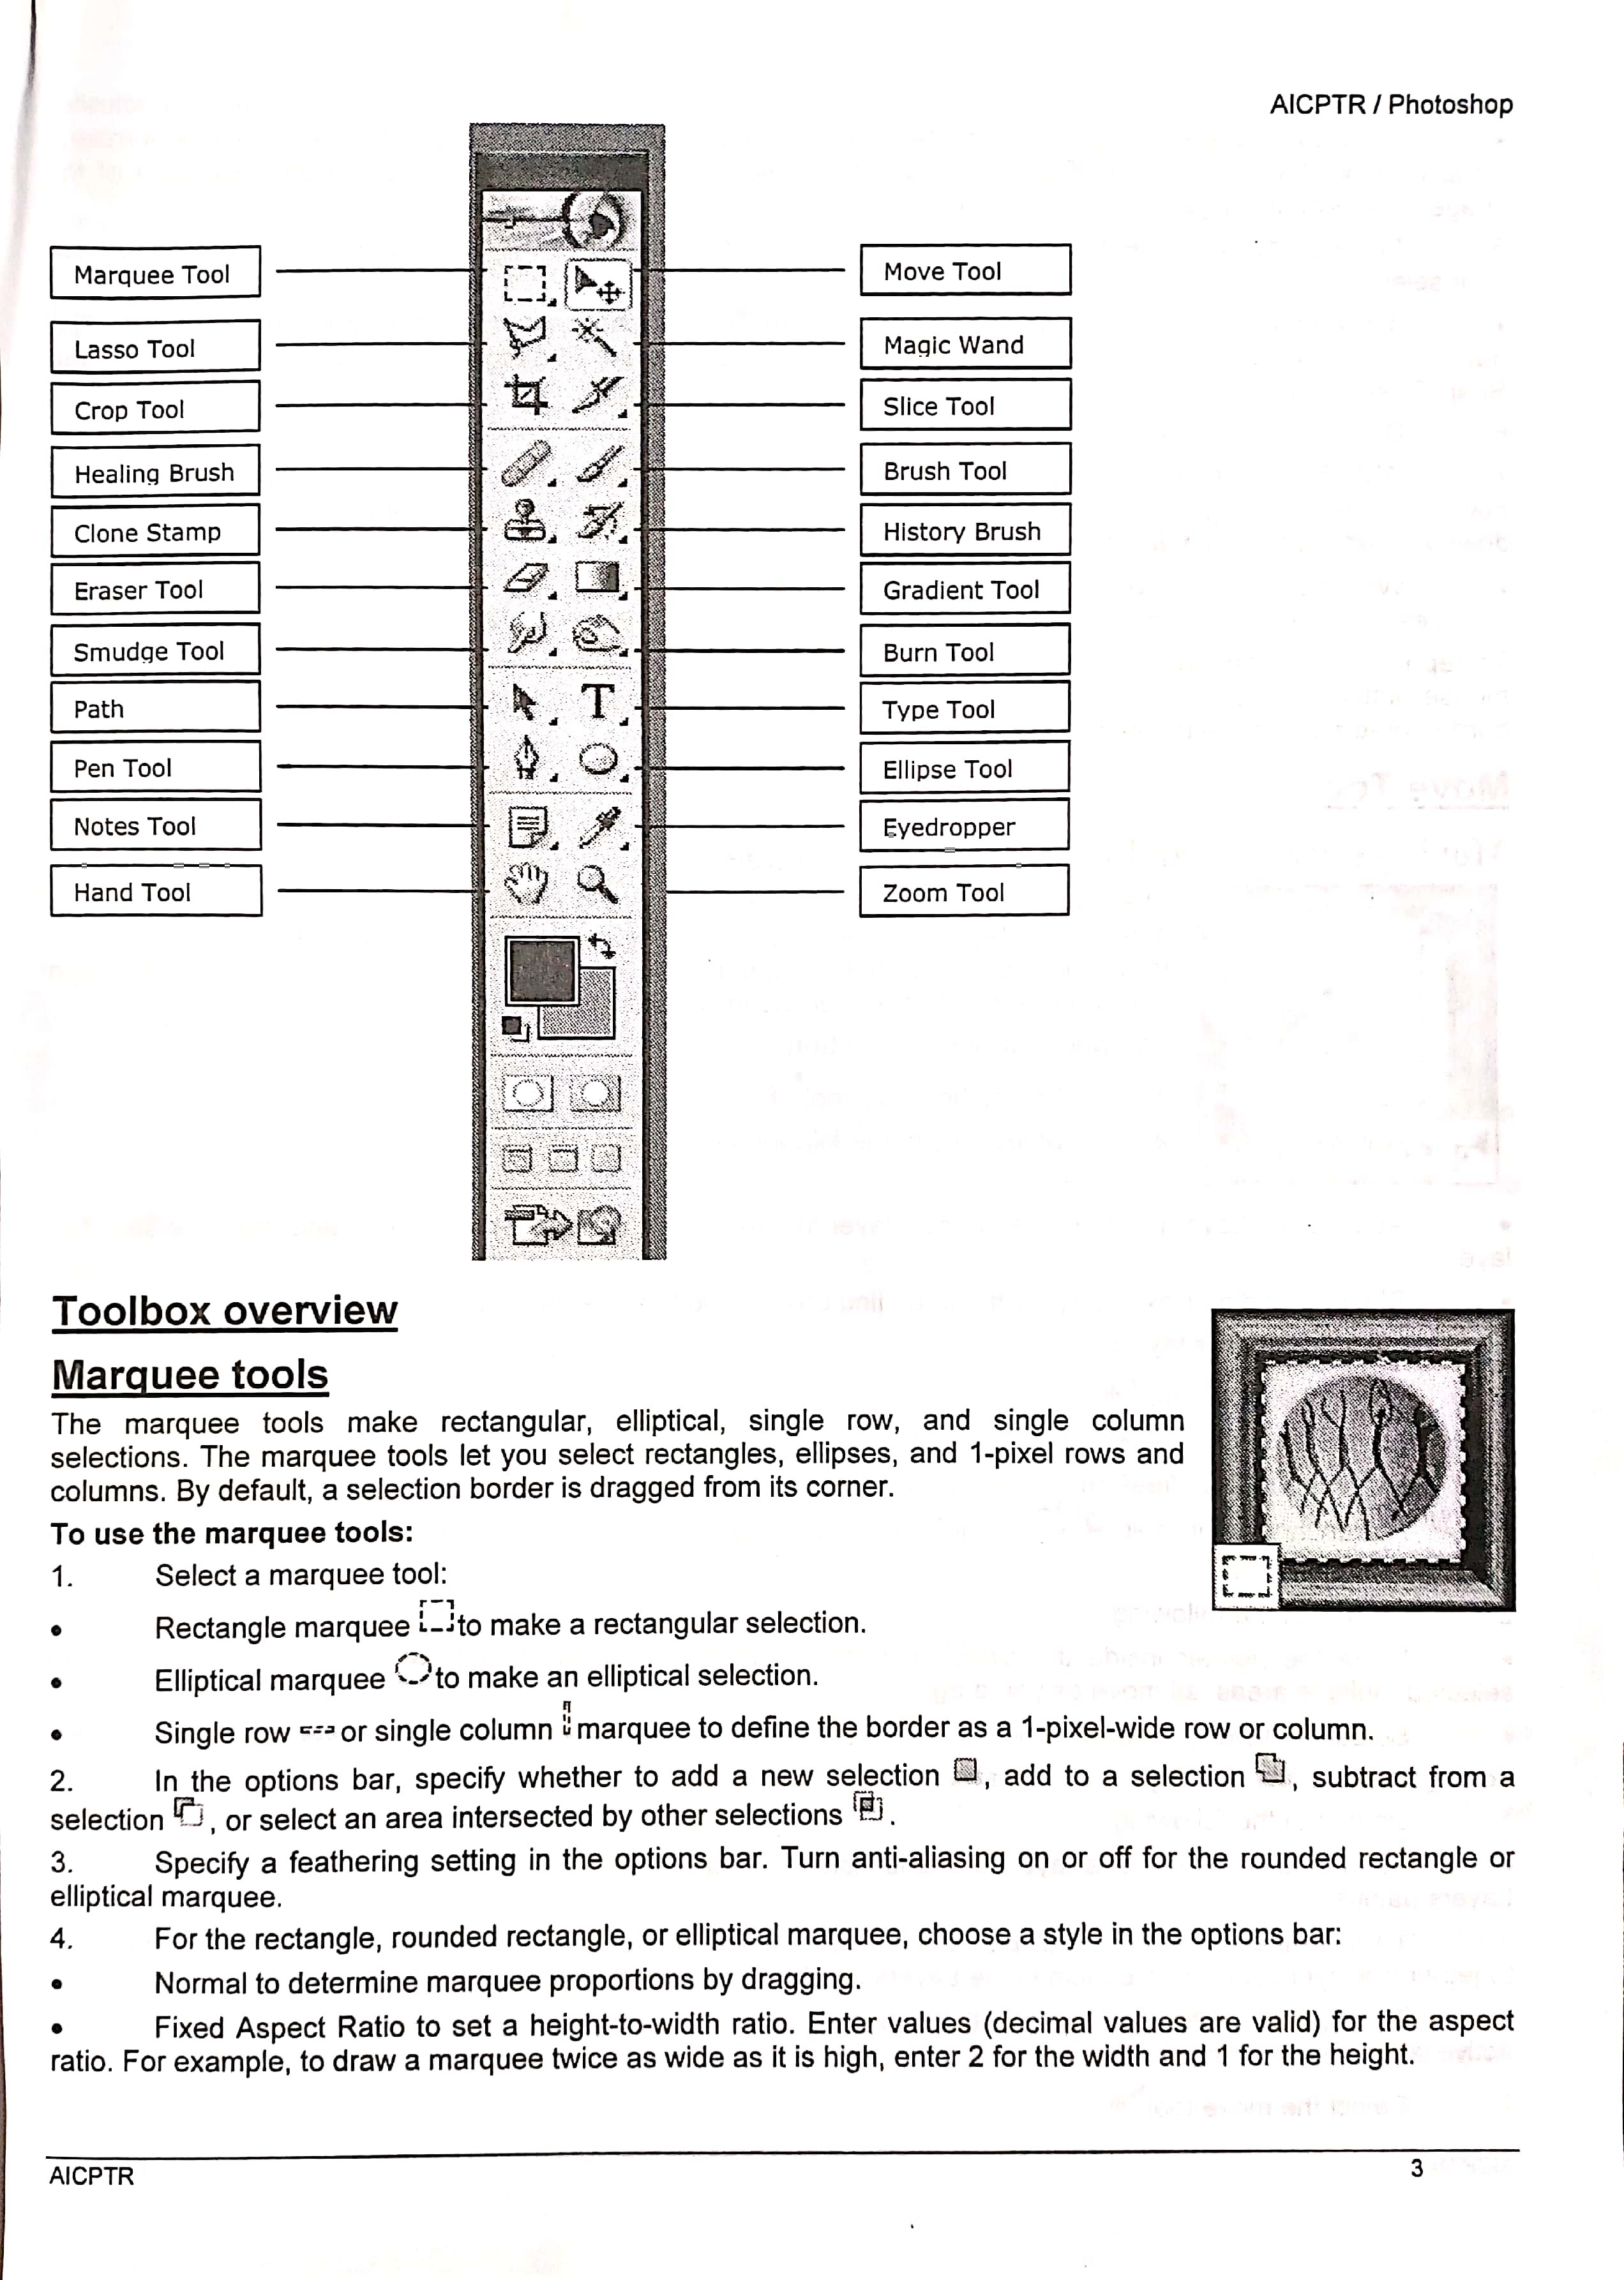 AICPTR / Photoshop
Marquee Tool
Move Tool
Lasso Tool
Magic Wand
Crop Tool
Slice Tool
Healing Brush
Brush Tool
Clone Stamp
History Brush
Eraser Tool
Gradient Tool
Smudge Tool
Burn Tool
Path
Type Tool
Pen Tool
Ellipse Tool
Notes Tool
Eyedropper
Hand Tool
Zoom Tool
Toolbox overview
Marquee tools
The marquee tools make rectangular, elliptical, single row, and single column
selections. The marquee tools let you select rectangles, ellipses, and 1-pixel rows and
columns. By default, a selection border is dragged from its corner.
To use the marquee tools:
1. Select a marquee tool:
• Rectangle marquee to make a rectangular selection.
• Elliptical marquee to make an elliptical selection.
• Single row or single column marquee to define the border as a 1-pixel-wide row or column.
2. In the options bar, specify whether to add a new selection , add to a selection , subtract from a
selection , or select an area intersected by other selections .
3. Specify a feathering setting in the options bar. Turn anti-aliasing on or off for the rounded rectangle or
elliptical marquee.
4. For the rectangle, rounded rectangle, or elliptical marquee, choose a style in the options bar:
• Normal to determine marquee proportions by dragging.
• Fixed Aspect Ratio to set a height-to-width ratio. Enter values (decimal values are valid) for the aspect
ratio. For example, to draw a marquee twice as wide as it is high, enter 2 for the width and 1 for the height.
AICPTR
3